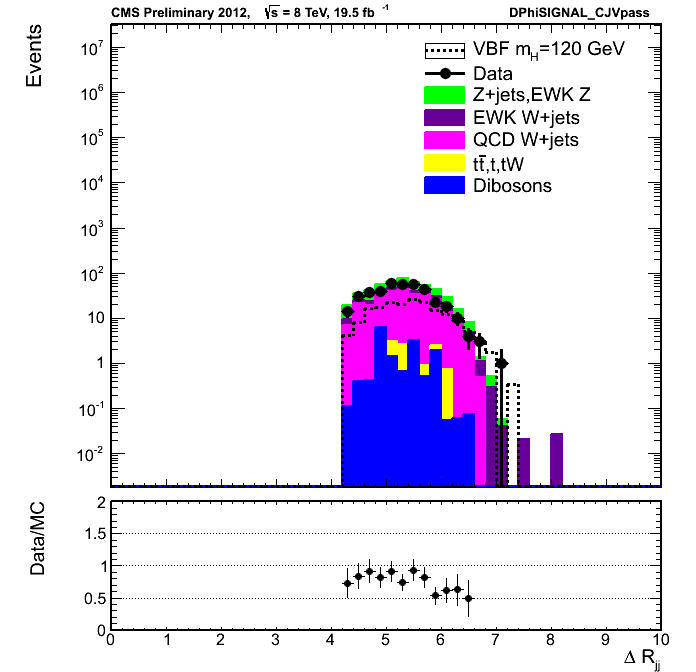 CMS Preliminary 2012, √s = 8 TeV, 19.5 fb⁻¹ DPhiSIGNAL_CJVpass
Events
10⁷
10⁶
10⁵
10⁴
10³
10²
10
1
10⁻¹
10⁻²
VBF m_H=120 GeV
Data
Z+jets,EWK Z
EWK W+jets
QCD W+jets
tt̄,t,tW
Dibosons
Data/MC
2
1.5
1
0.5
0
0 1 2 3 4 5 6 7 8 9 10
Δ R_jj